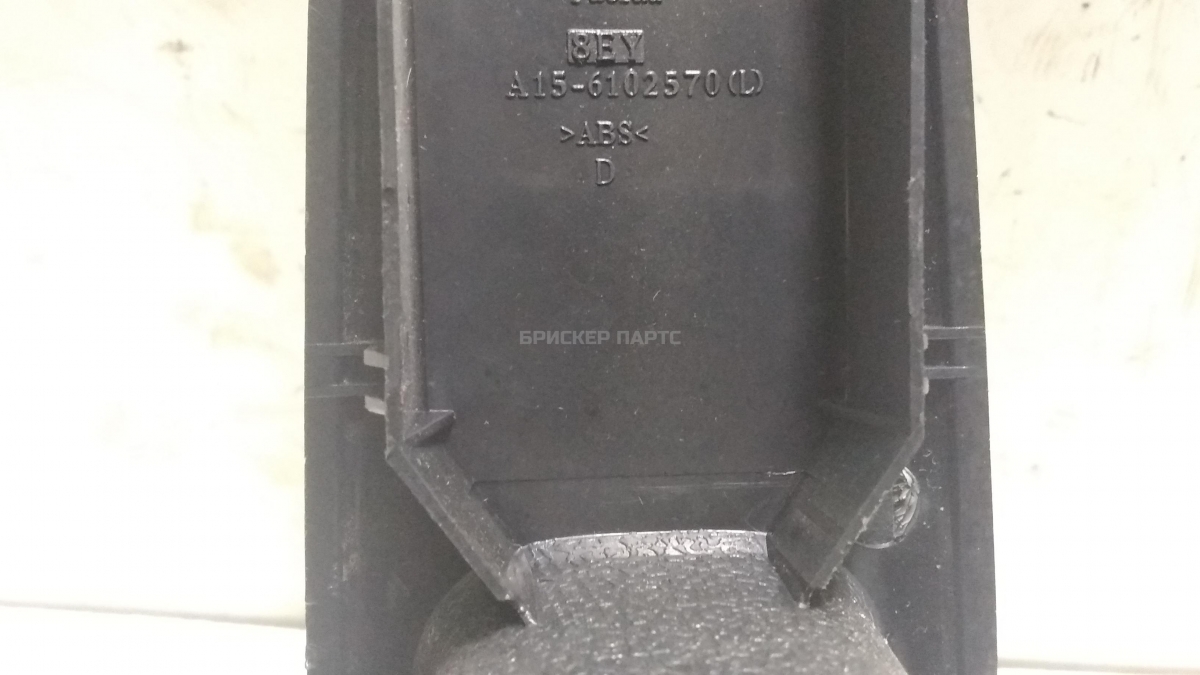 8EY
A15-6102570(L)
>ABS<
D
БРИСКЕР ПАРТС